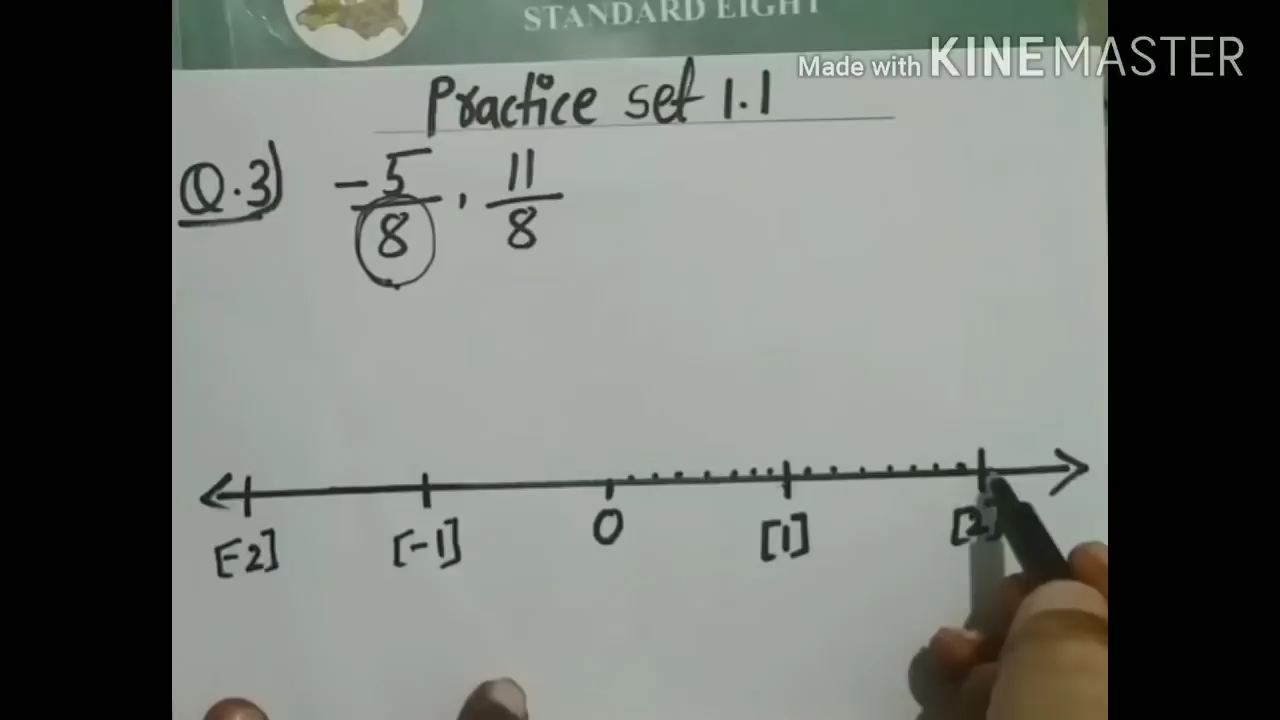 STANDARD EIGHT
Made with KINEMASTER
Practice set 1.1
Q.3) -5/8 , 11/8
[-2] [-1] 0 [1] [2]